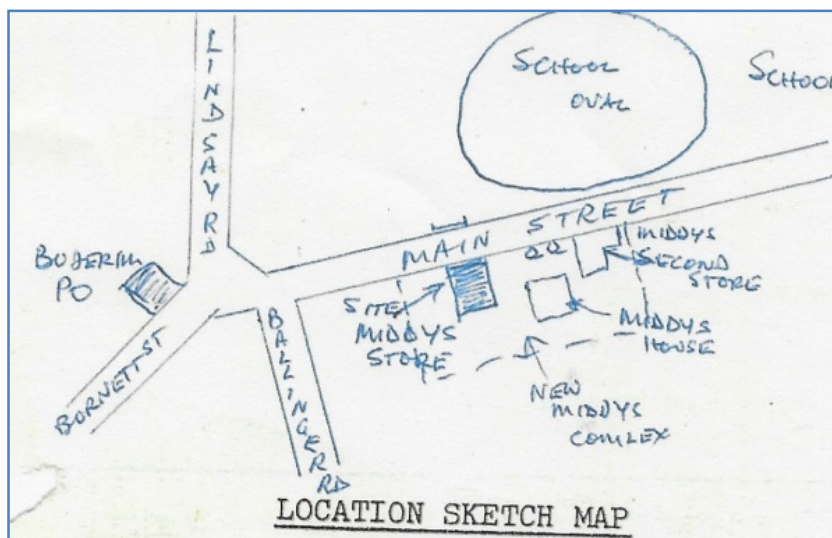 LINDSAY RD
SCHOOL
OVAL
SCHOOL
MAIN STREET
BUDERIM
PO
MIDDYS
SECOND
STORE
SITE
MIDDYS
STORE
MIDDYS
HOUSE
BALLINGER RD
BURNETT ST
NEW
MIDDYS
COMLEX
LOCATION SKETCH MAP